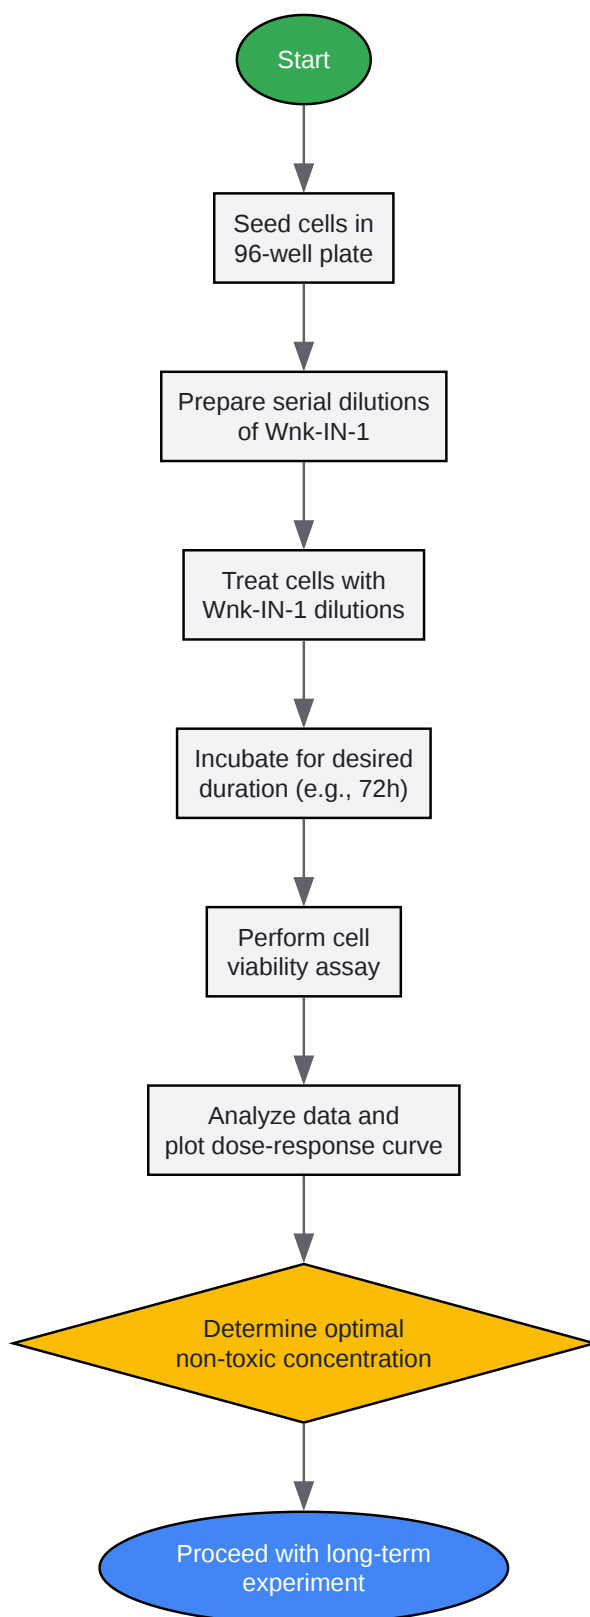 Start
Seed cells in
96-well plate
Prepare serial dilutions
of Wnk-IN-1
Treat cells with
Wnk-IN-1 dilutions
Incubate for desired
duration (e.g., 72h)
Perform cell
viability assay
Analyze data and
plot dose-response curve
Determine optimal
non-toxic concentration
Proceed with long-term
experiment